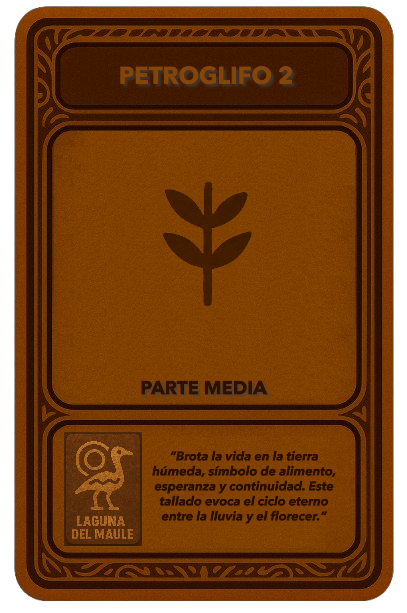 PETROGLIFO 2
PARTE MEDIA
“Brota la vida en la tierra
húmeda, símbolo de alimento,
esperanza y continuidad. Este
tallado evoca el ciclo eterno
entre la lluvia y el florecer.”
LAGUNA
DEL MAULE